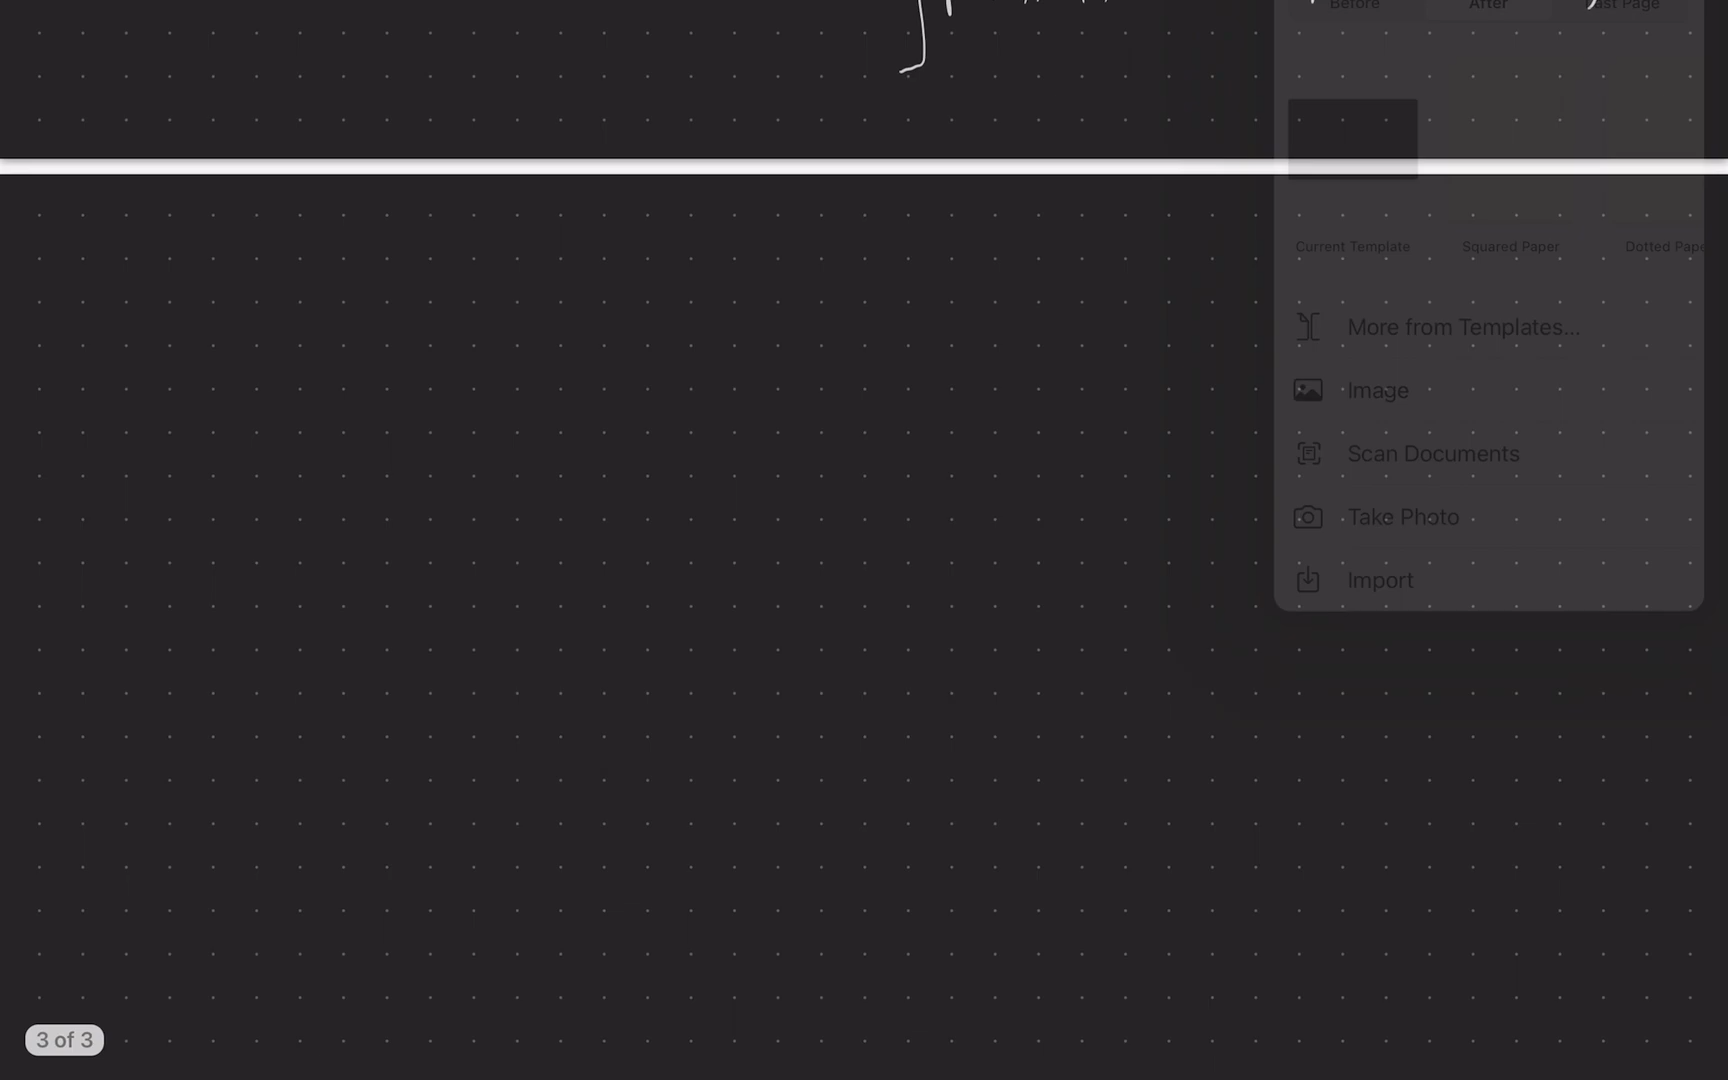 Before After Last Page
Current Template Squared Paper Dotted Pape
More from Templates...
Image
Scan Documents
Take Photo
Import
3 of 3